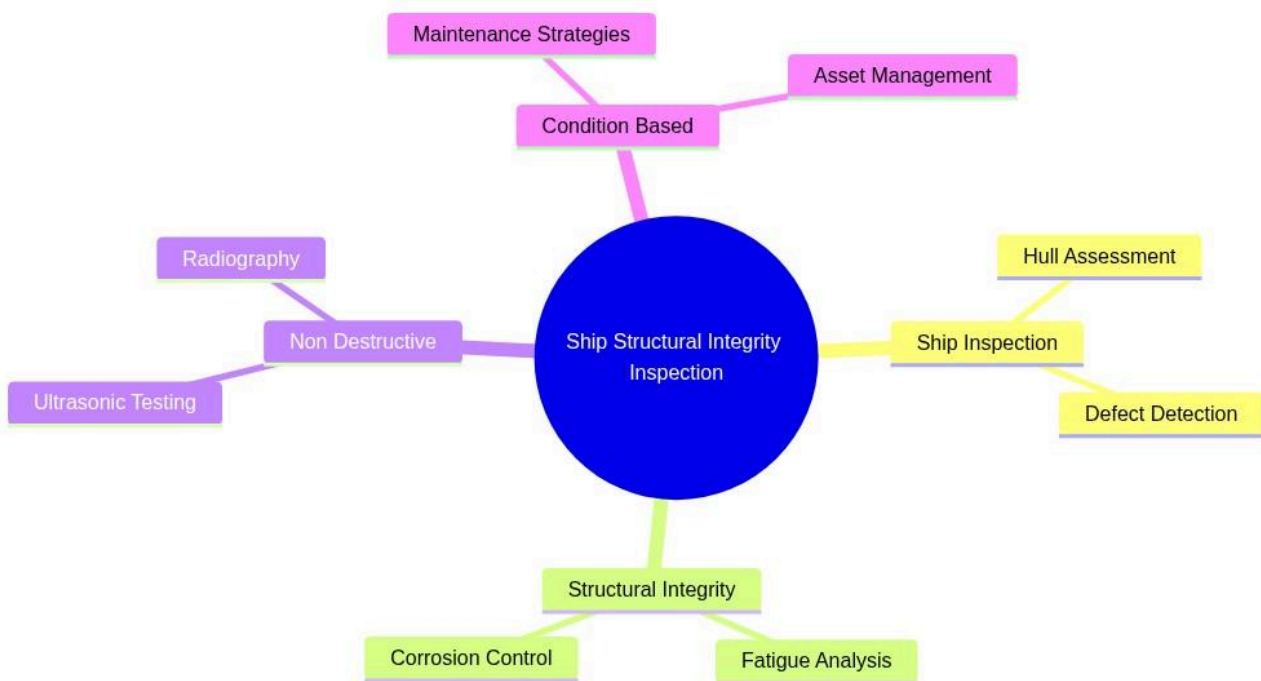 Maintenance Strategies
Asset Management
Condition Based
Radiography
Non Destructive
Ultrasonic Testing
Ship Structural Integrity
Inspection
Hull Assessment
Ship Inspection
Defect Detection
Structural Integrity
Corrosion Control
Fatigue Analysis